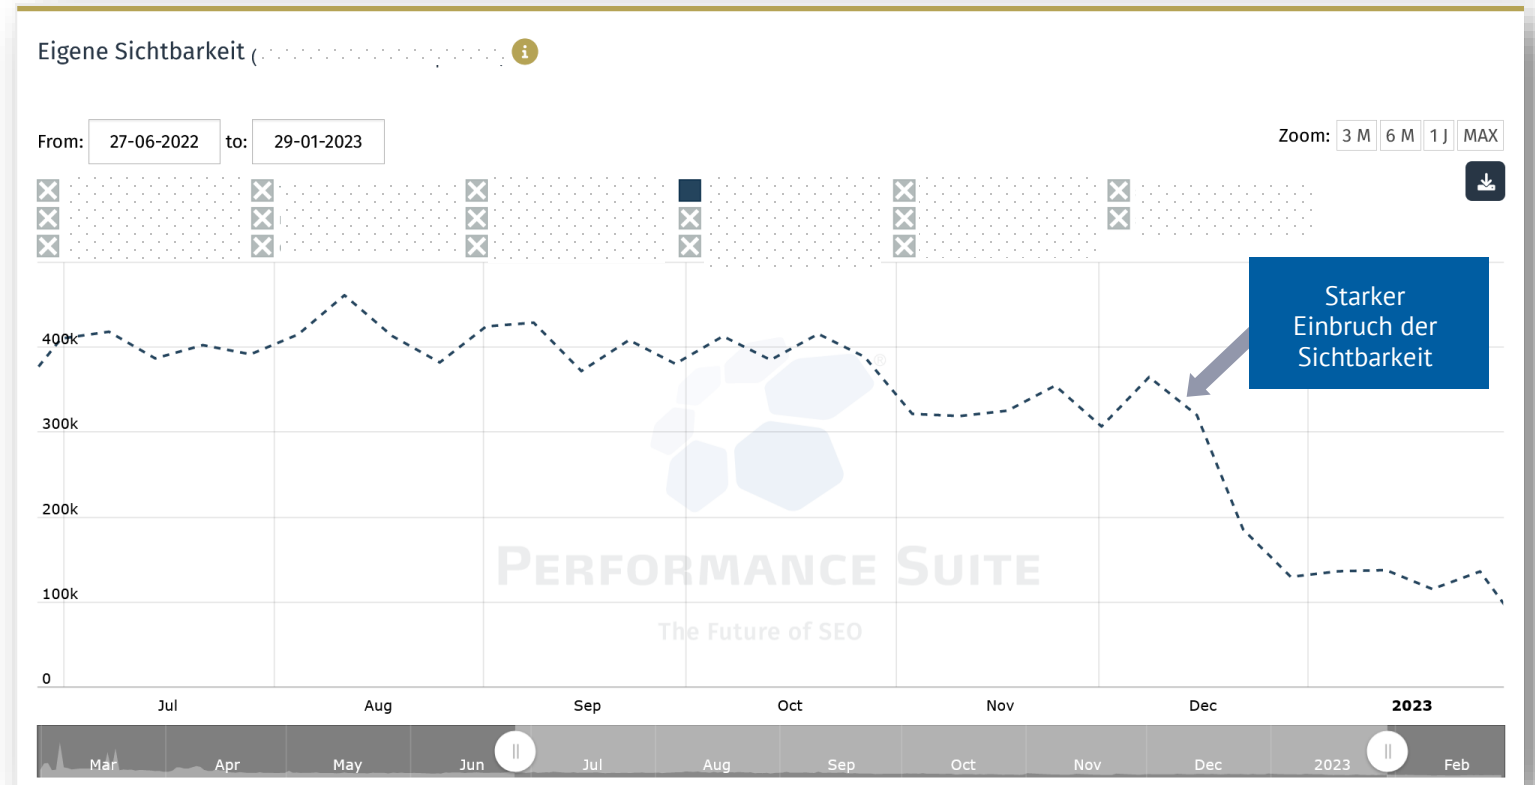 Eigene Sichtbarkeit (
From: 27-06-2022 to: 29-01-2023
Zoom: 3 M 6 M 1 J MAX
Starker
Einbruch der
Sichtbarkeit
400k
300k
200k
100k
0
PERFORMANCE SUITE
The Future of SEO
®
Jul Aug Sep Oct Nov Dec 2023
Mar Apr May Jun Jul Aug Sep Oct Nov Dec 2023 Feb